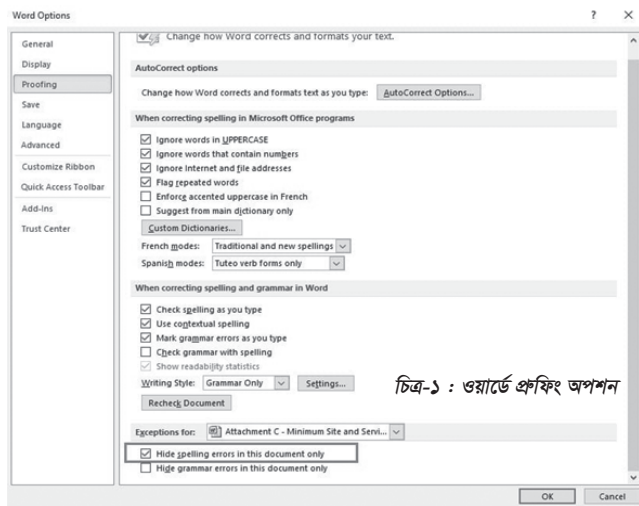 Word Options ? ×
General
Display
Proofing
Save
Language
Advanced
Customize Ribbon
Quick Access Toolbar
Add-Ins
Trust Center
Change how Word corrects and formats your text.
AutoCorrect options
Change how Word corrects and formats text as you type: AutoCorrect Options...
When correcting spelling in Microsoft Office programs
Ignore words in UPPERCASE
Ignore words that contain numbers
Ignore Internet and file addresses
Flag repeated words
Enforce accented uppercase in French
Suggest from main dictionary only
Custom Dictionaries...
French modes: Traditional and new spellings
Spanish modes: Tuteo verb forms only
When correcting spelling and grammar in Word
Check spelling as you type
Use contextual spelling
Mark grammar errors as you type
Check grammar with spelling
Show readability statistics
Writing Style: Grammar Only Settings...
চিত্র-১ : ওয়ার্ডে প্রুফিং অপশন
Recheck Document
Exceptions for: Attachment C - Minimum Site and Servi...
Hide spelling errors in this document only
Hide grammar errors in this document only
OK Cancel